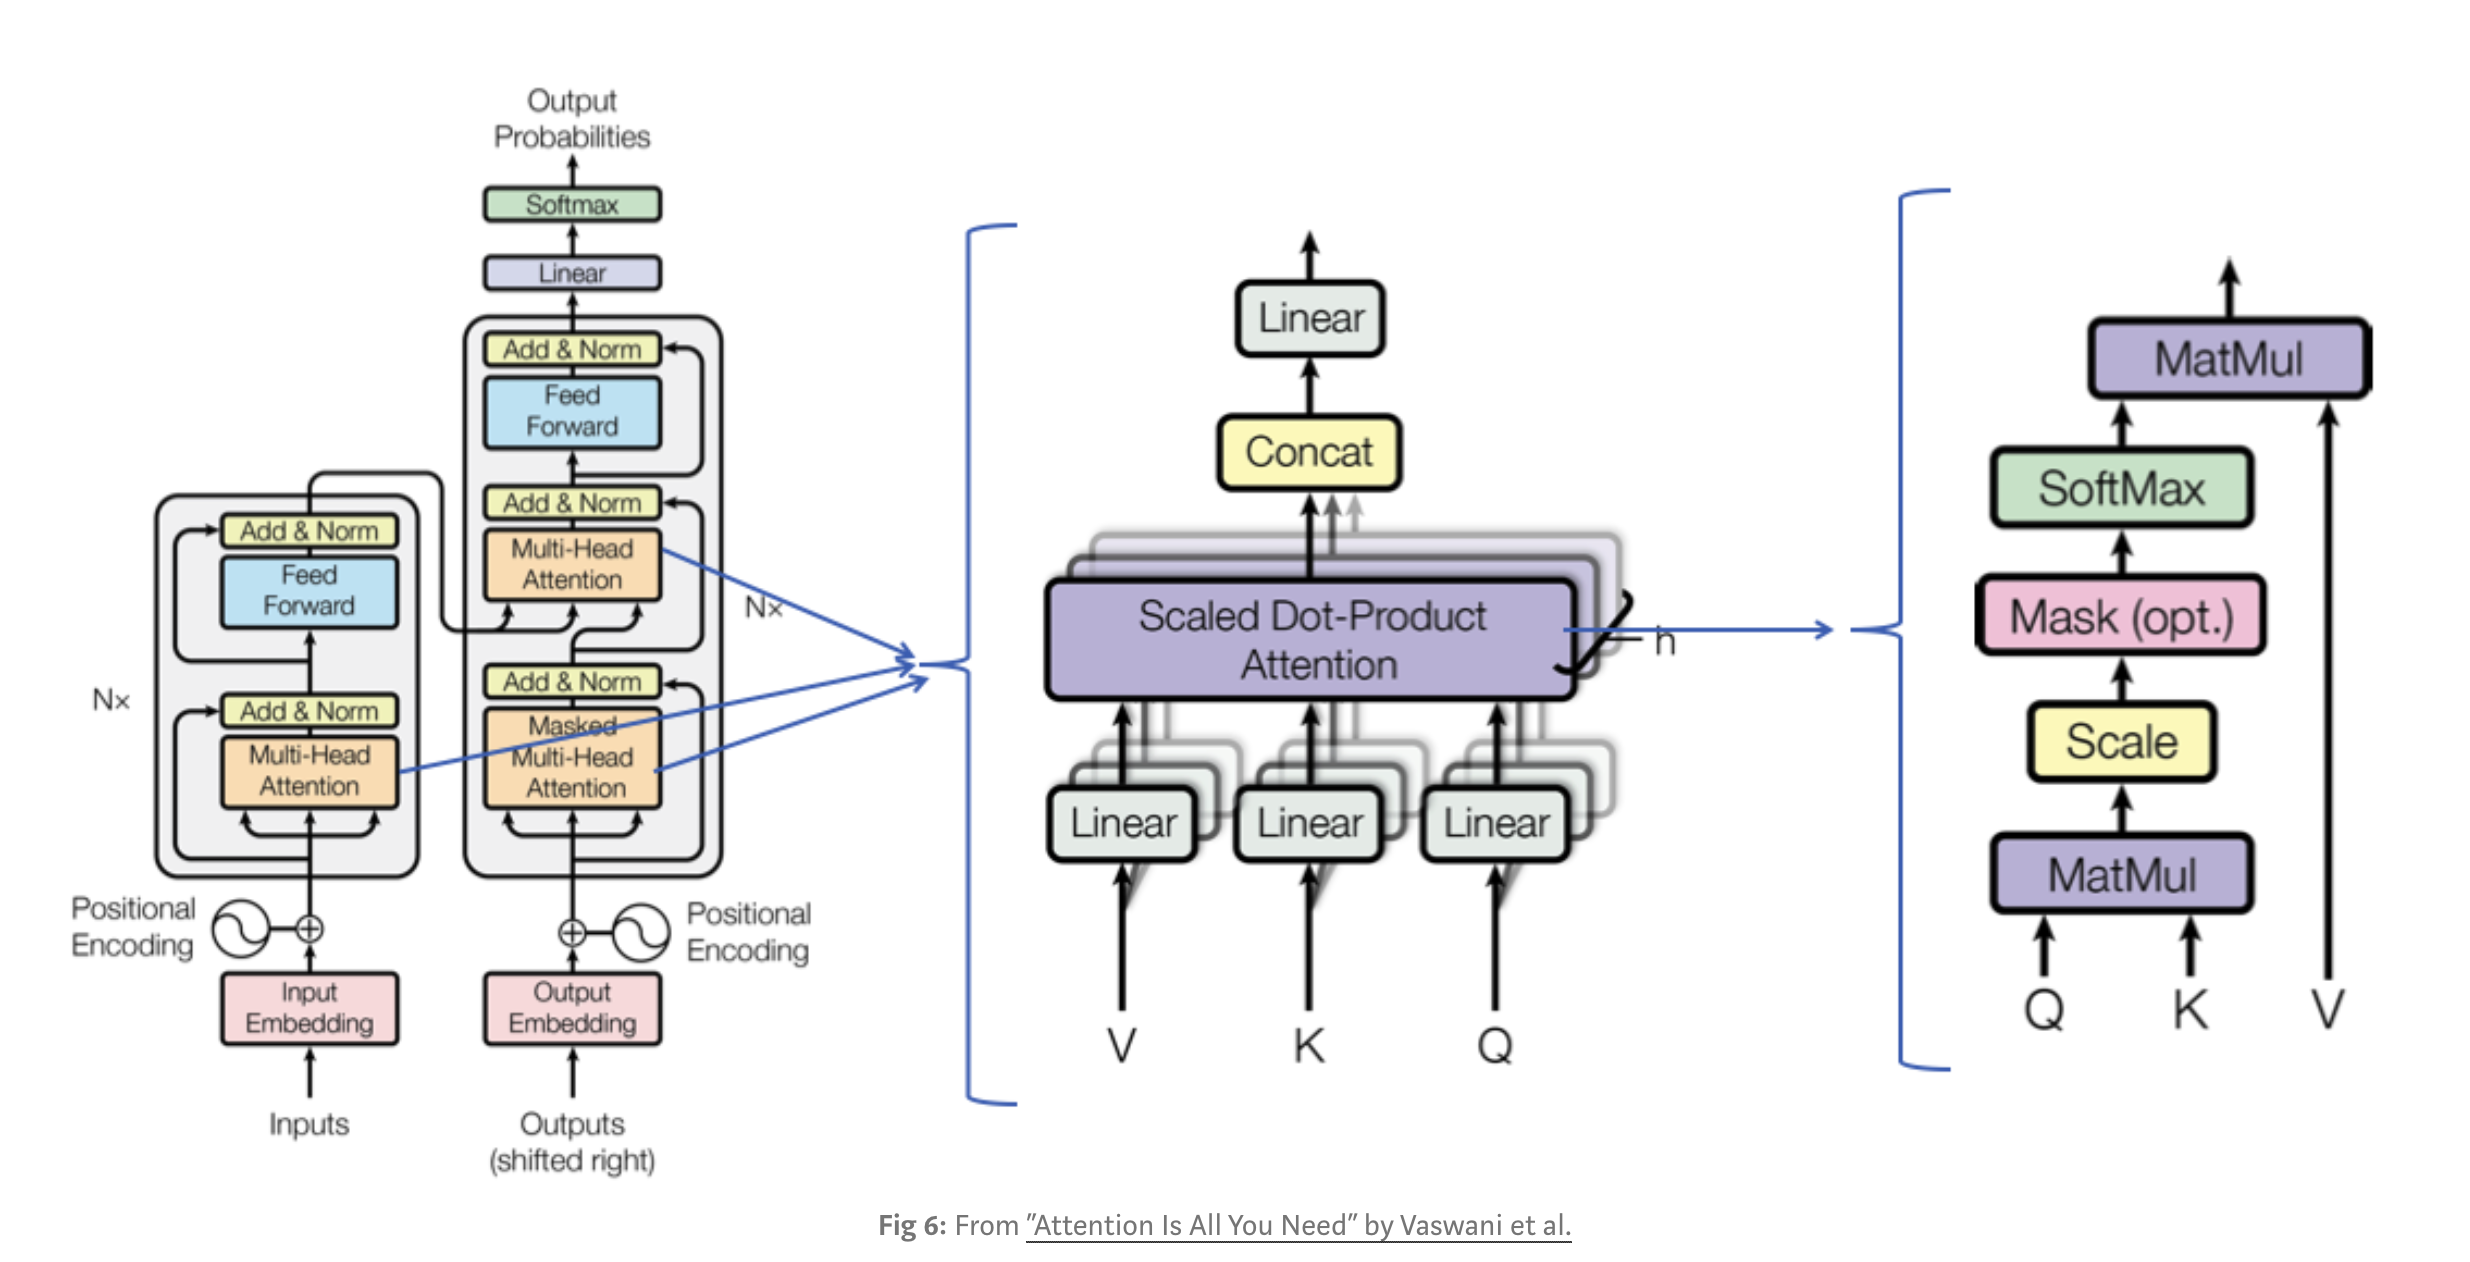 Output
Probabilities
Softmax
Linear
Add & Norm
Feed
Forward
Add & Norm
Multi-Head
Attention
Nx
Add & Norm
Masked
Multi-Head
Attention
Add & Norm
Feed
Forward
Nx
Add & Norm
Multi-Head
Attention
Positional
Encoding
Positional
Encoding
Input
Embedding
Output
Embedding
Inputs
Outputs
(shifted right)
Linear
Concat
Scaled Dot-Product
Attention
h
Linear
Linear
Linear
V
K
Q
MatMul
SoftMax
Mask (opt.)
Scale
MatMul
Q
K
V
Fig 6: From "Attention Is All You Need" by Vaswani et al.